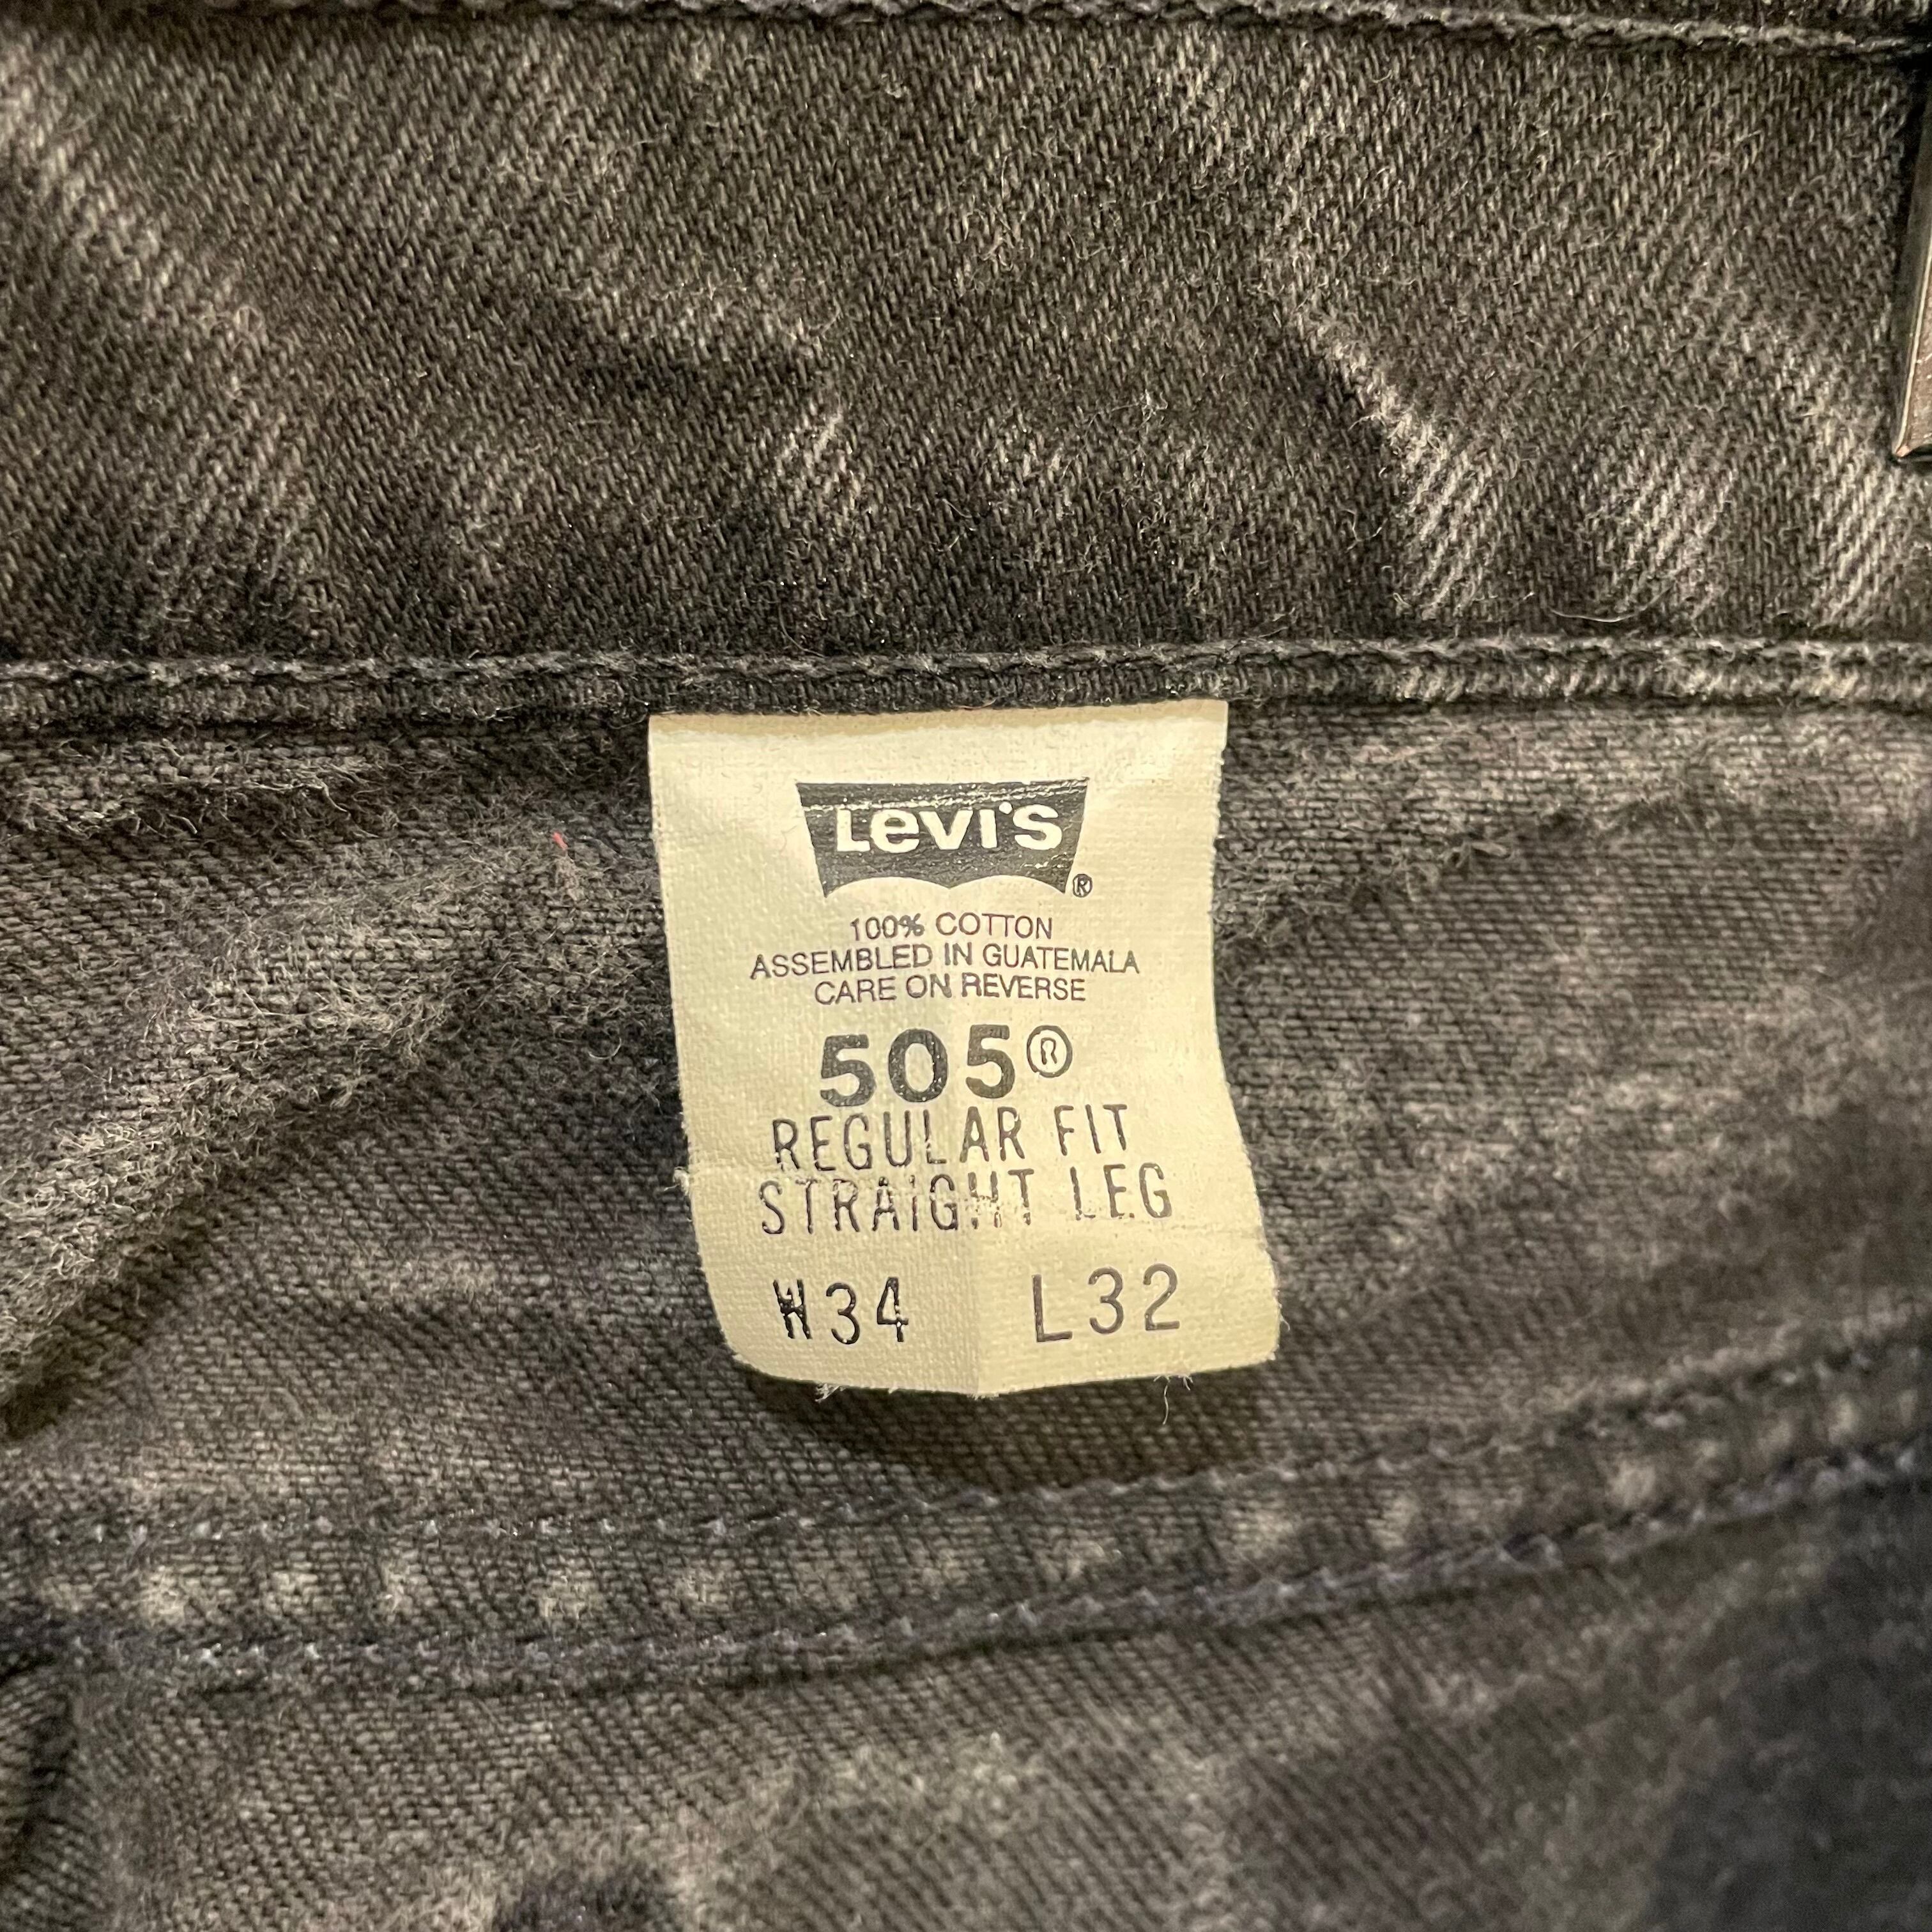 Levi's
®
100% COTTON
ASSEMBLED IN GUATEMALA
CARE ON REVERSE
505®
REGULAR FIT
STRAIGHT LEG
W34 L32